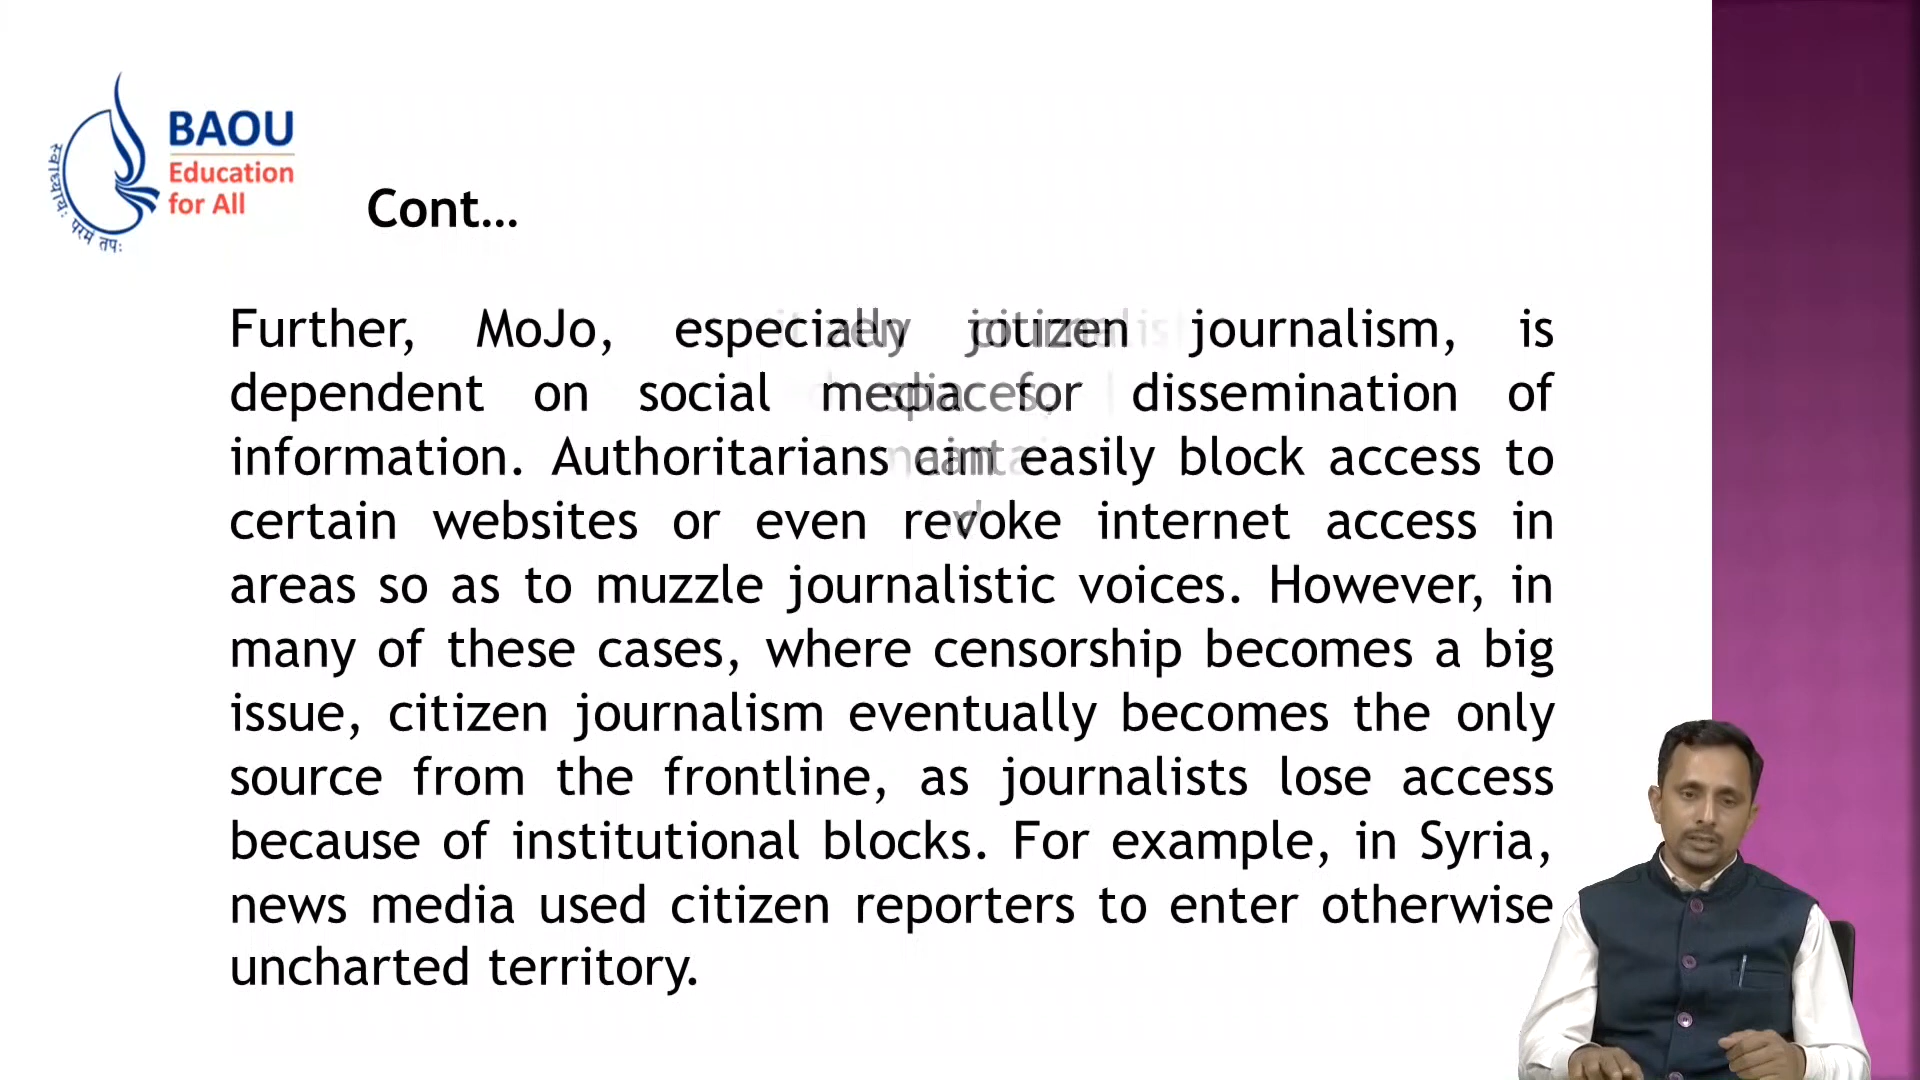 BAOU
Education
for All
स्वाध्यायः परमं तपः
Cont…
Further, MoJo, especially citizen journalism, is
dependent on social media for dissemination of
information. Authoritarians can easily block access to
certain websites or even revoke internet access in
areas so as to muzzle journalistic voices. However, in
many of these cases, where censorship becomes a big
issue, citizen journalism eventually becomes the only
source from the frontline, as journalists lose access
because of institutional blocks. For example, in Syria,
news media used citizen reporters to enter otherwise
uncharted territory.